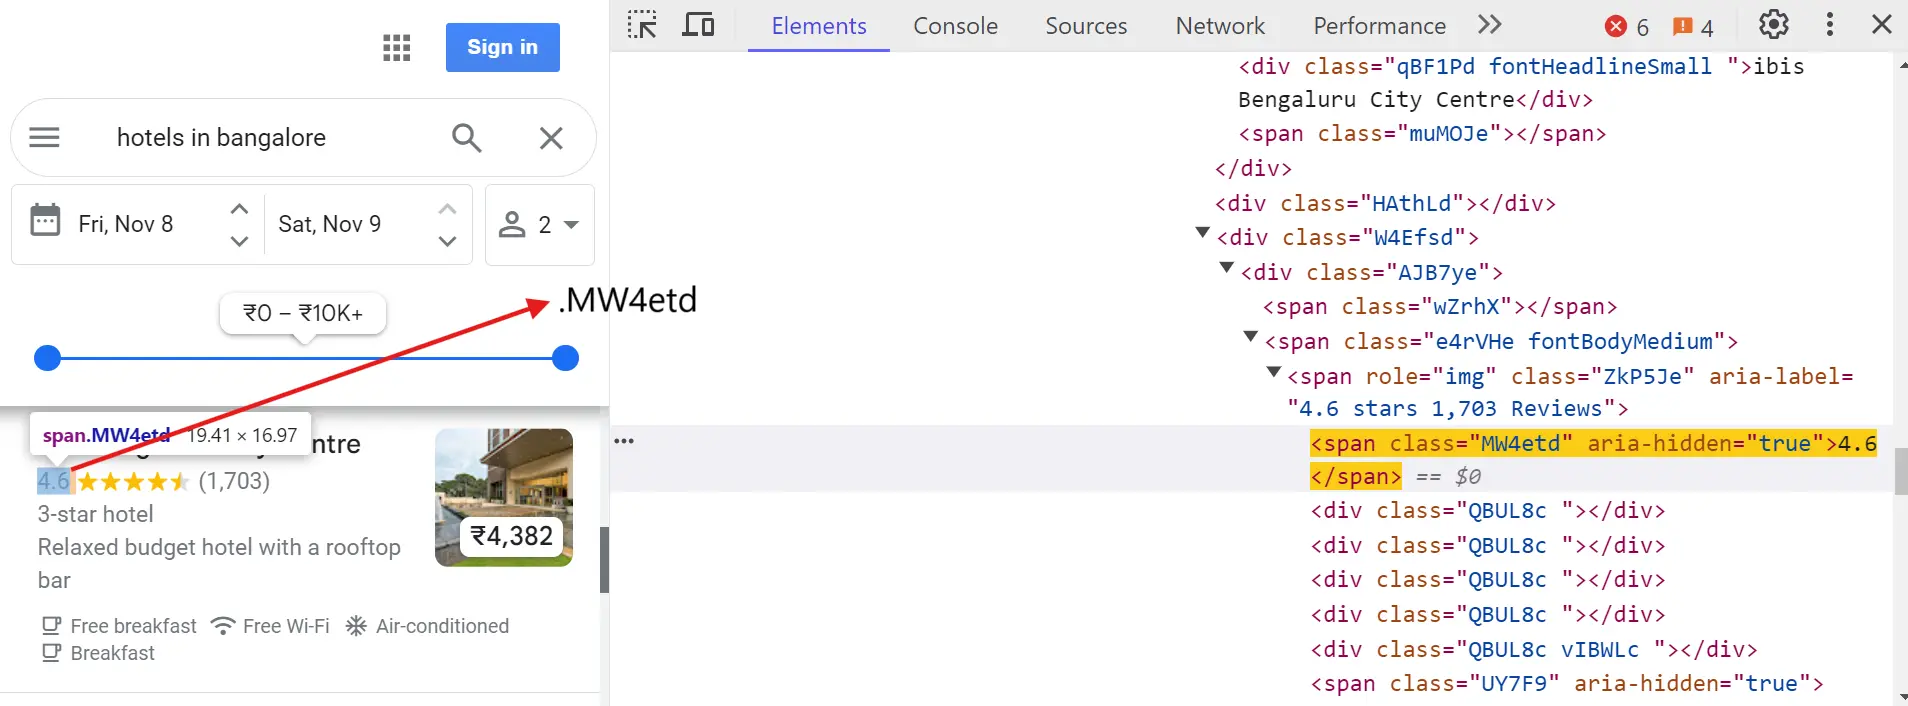 Sign in
hotels in bangalore
Fri, Nov 8
Sat, Nov 9
2
₹0 – ₹10K+
.MW4etd
span.MW4etd 19.41 × 16.97
ntre
4.6 (1,703)
3-star hotel
Relaxed budget hotel with a rooftop
bar
₹4,382
Free breakfast Free Wi-Fi Air-conditioned
Breakfast
Elements Console Sources Network Performance 6 4
<div class="qBF1Pd fontHeadlineSmall ">ibis
Bengaluru City Centre</div>
<span class="muMOJe"></span>
</div>
<div class="HAthLd"></div>
<div class="W4Efsd">
<div class="AJB7ye">
<span class="wZrhX"></span>
<span class="e4rVHe fontBodyMedium">
<span role="img" class="ZkP5Je" aria-label=
"4.6 stars 1,703 Reviews">
<span class="MW4etd" aria-hidden="true">4.6
</span> == $0
<div class="QBUL8c "></div>
<div class="QBUL8c "></div>
<div class="QBUL8c "></div>
<div class="QBUL8c "></div>
<div class="QBUL8c vIBWLc "></div>
<span class="UY7F9" aria-hidden="true">